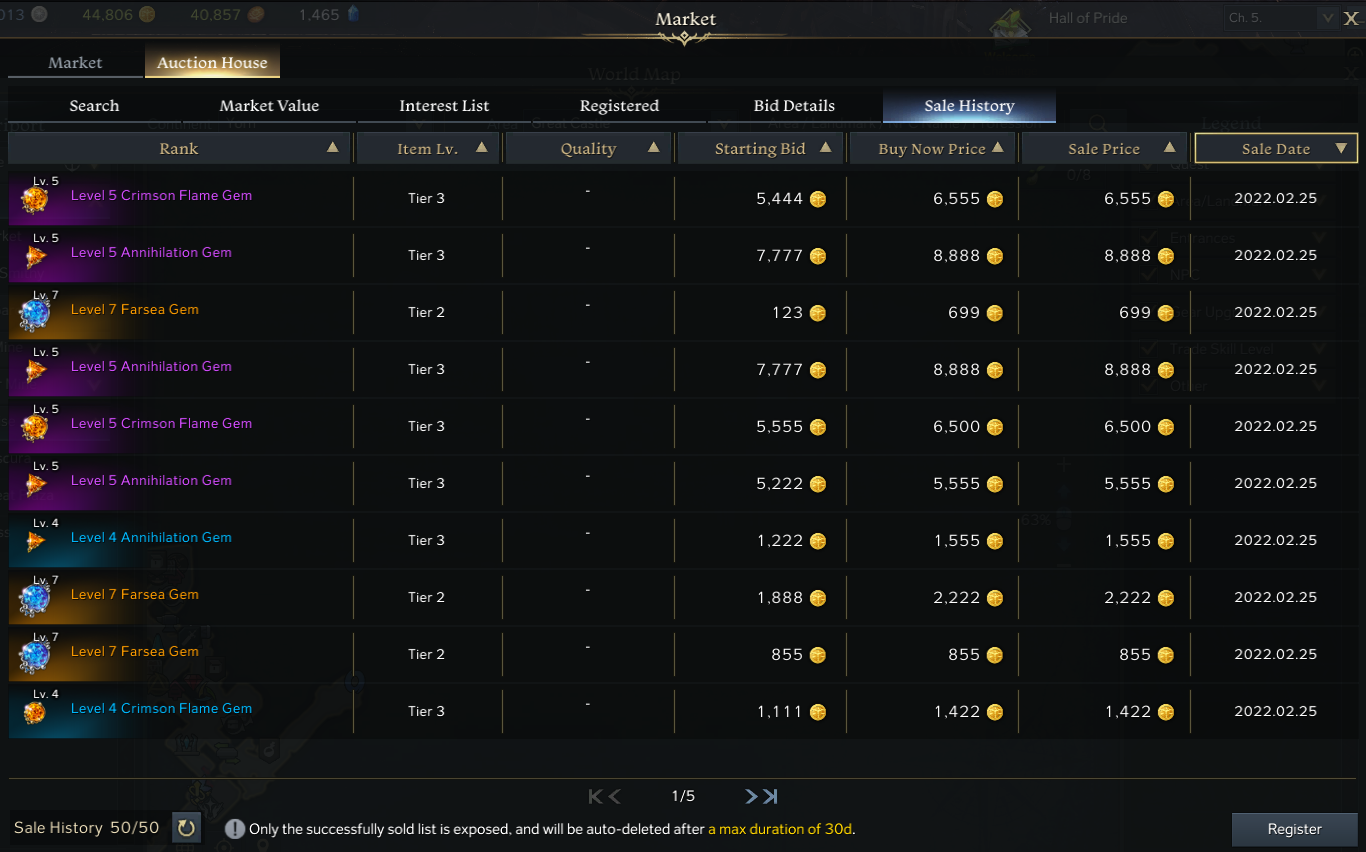 013 44,806 40,857 1,465 Market Hall of Pride Ch. 5. X
Market Auction House
World Map
Search Market Value Interest List Registered Bid Details Sale History
Rank Item Lv. Quality Starting Bid Buy Now Price Sale Price Sale Date
Lv. 5 Level 5 Crimson Flame Gem Tier 3 - 5,444 6,555 6,555 2022.02.25
Lv. 5 Level 5 Annihilation Gem Tier 3 - 7,777 8,888 8,888 2022.02.25
Lv. 7 Level 7 Farsea Gem Tier 2 - 123 699 699 2022.02.25
Lv. 5 Level 5 Annihilation Gem Tier 3 - 7,777 8,888 8,888 2022.02.25
Lv. 5 Level 5 Crimson Flame Gem Tier 3 - 5,555 6,500 6,500 2022.02.25
Lv. 5 Level 5 Annihilation Gem Tier 3 - 5,222 5,555 5,555 2022.02.25
Lv. 4 Level 4 Annihilation Gem Tier 3 - 1,222 1,555 1,555 2022.02.25
Lv. 7 Level 7 Farsea Gem Tier 2 - 1,888 2,222 2,222 2022.02.25
Lv. 7 Level 7 Farsea Gem Tier 2 - 855 855 855 2022.02.25
Lv. 4 Level 4 Crimson Flame Gem Tier 3 - 1,111 1,422 1,422 2022.02.25
1/5
Sale History 50/50 Only the successfully sold list is exposed, and will be auto-deleted after a max duration of 30d. Register